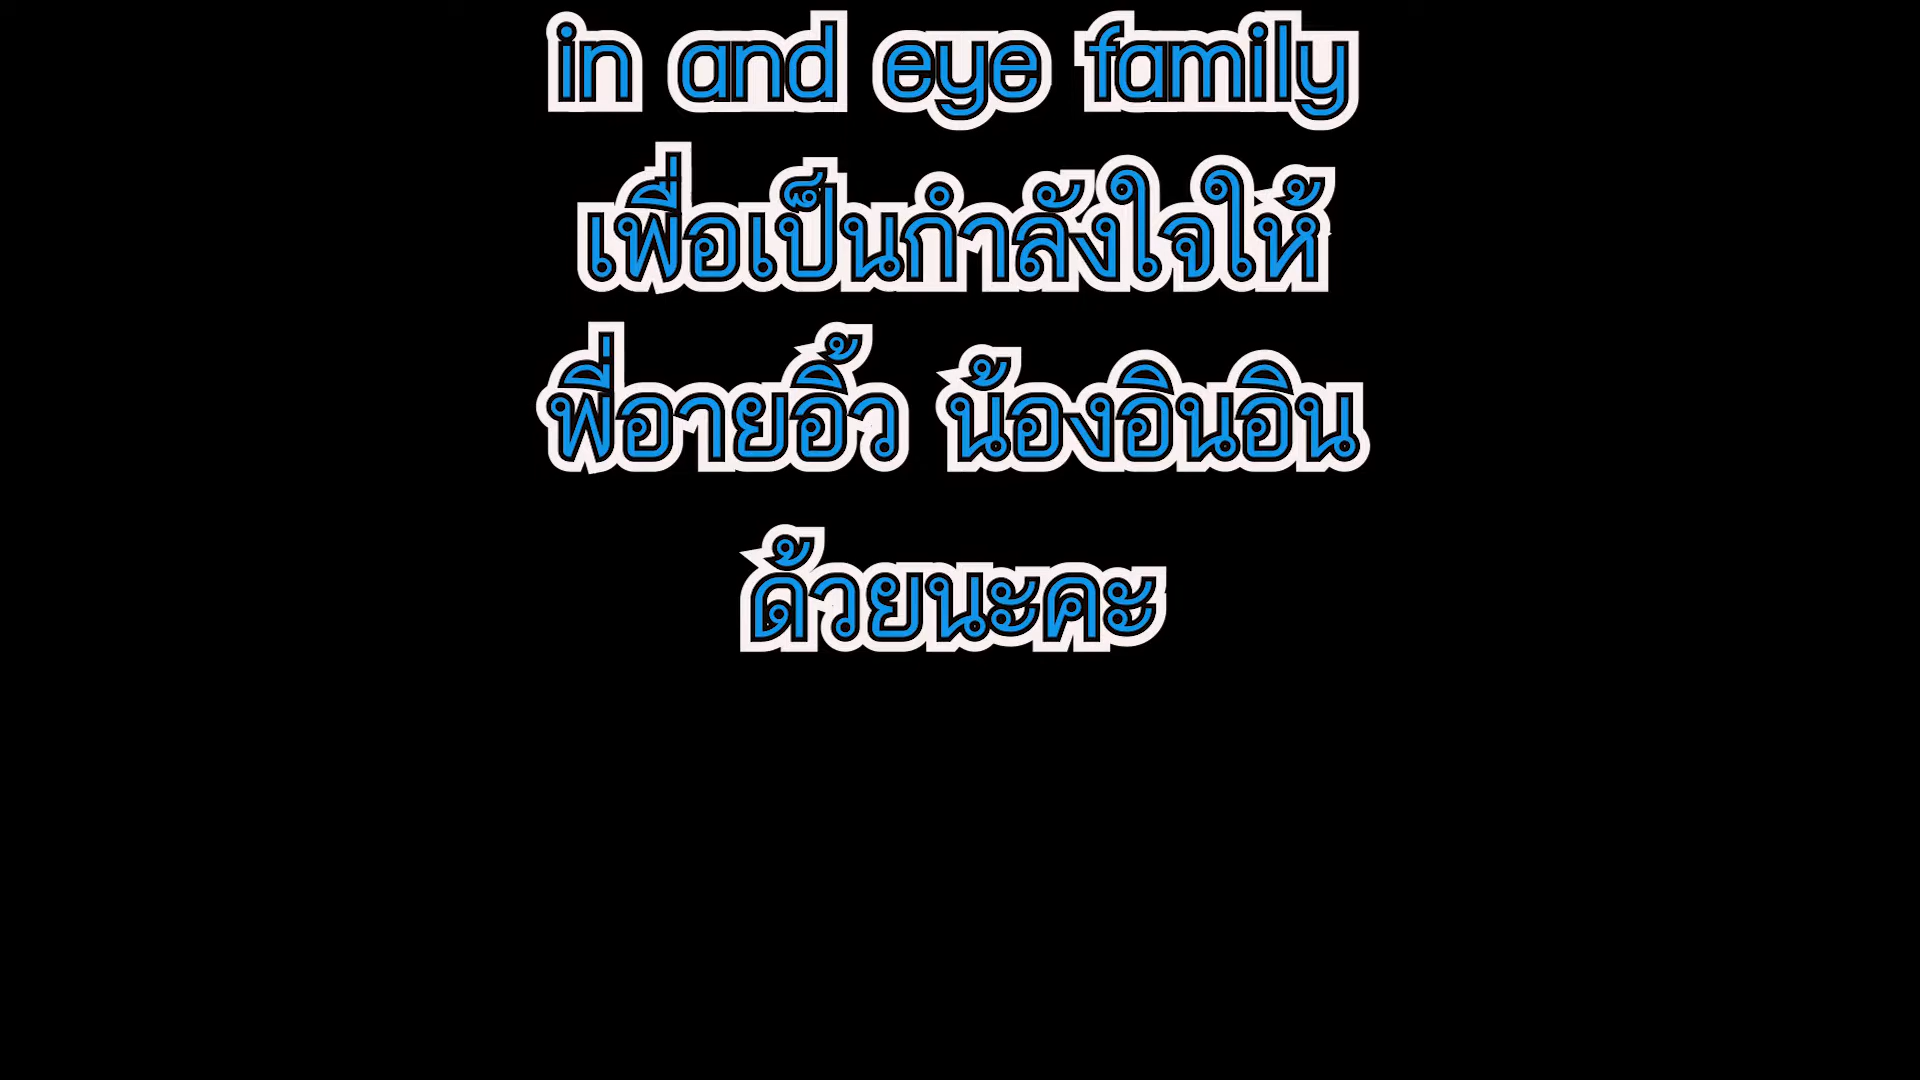 in and eye family
เพื่อเป็นกำลังใจให้
พี่อายอิ้ว น้องอินอิน
ด้วยนะคะ